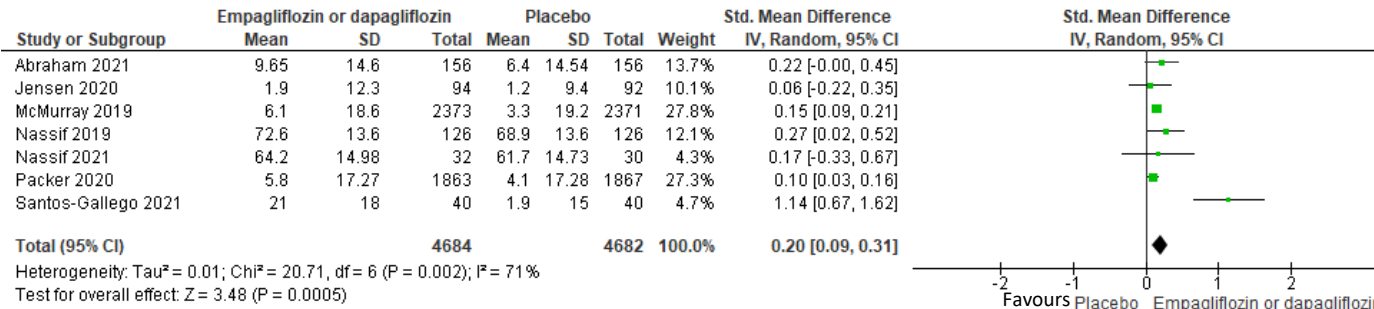 Empagliflozin or dapagliflozin Placebo Std. Mean Difference Std. Mean Difference
Study or Subgroup Mean SD Total Mean SD Total Weight IV, Random, 95% CI IV, Random, 95% CI
Abraham 2021 9.65 14.6 156 6.4 14.54 156 13.7% 0.22 [-0.00, 0.45]
Jensen 2020 1.9 12.3 94 1.2 9.4 92 10.1% 0.06 [-0.22, 0.35]
McMurray 2019 6.1 18.6 2373 3.3 19.2 2371 27.8% 0.15 [0.09, 0.21]
Nassif 2019 72.6 13.6 126 68.9 13.6 126 12.1% 0.27 [0.02, 0.52]
Nassif 2021 64.2 14.98 32 61.7 14.73 30 4.3% 0.17 [-0.33, 0.67]
Packer 2020 5.8 17.27 1863 4.1 17.28 1867 27.3% 0.10 [0.03, 0.16]
Santos-Gallego 2021 21 18 40 1.9 15 40 4.7% 1.14 [0.67, 1.62]
Total (95% CI) 4684 4682 100.0% 0.20 [0.09, 0.31]
Heterogeneity: Tau² = 0.01; Chi² = 20.71, df = 6 (P = 0.002); I² = 71%
Test for overall effect: Z = 3.48 (P = 0.0005)
-2 -1 0 1 2
Favours Placebo Empagliflozin or dapagliflozin